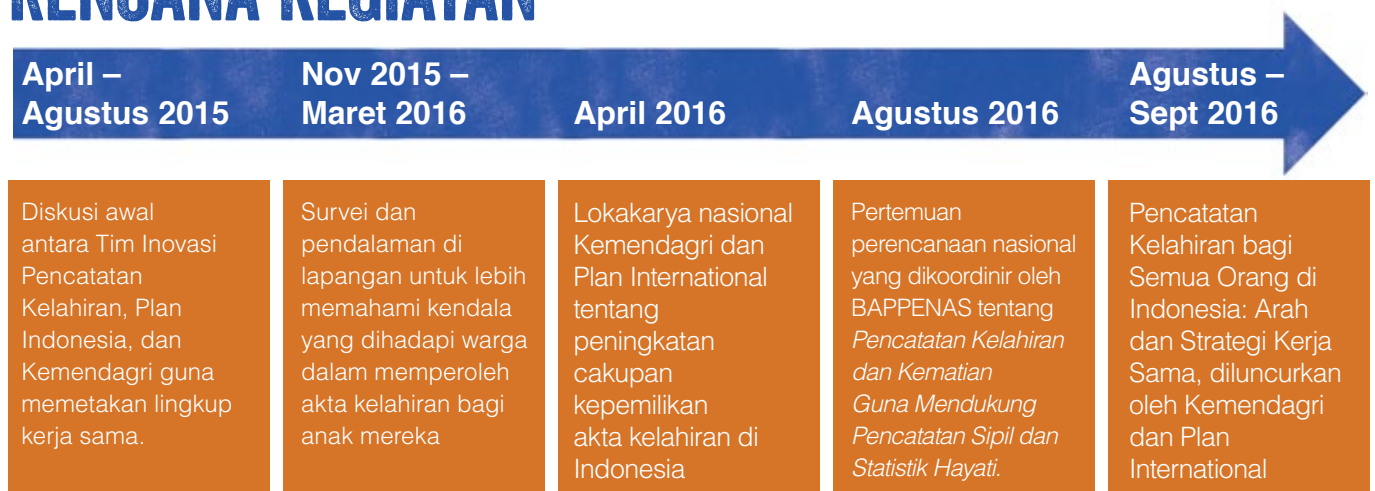 RENCANA KEGIATAN
April –
Agustus 2015
Nov 2015 –
Maret 2016
April 2016
Agustus 2016
Agustus –
Sept 2016
Diskusi awal
antara Tim Inovasi
Pencatatan
Kelahiran, Plan
Indonesia, dan
Kemendagri guna
memetakan lingkup
kerja sama.
Survei dan
pendalaman di
lapangan untuk lebih
memahami kendala
yang dihadapi warga
dalam memperoleh
akta kelahiran bagi
anak mereka
Lokakarya nasional
Kemendagri dan
Plan International
tentang
peningkatan
cakupan
kepemilikan
akta kelahiran di
Indonesia
Pertemuan
perencanaan nasional
yang dikoordinir oleh
BAPPENAS tentang
Pencatatan Kelahiran
dan Kematian
Guna Mendukung
Pencatatan Sipil dan
Statistik Hayati.
Pencatatan
Kelahiran bagi
Semua Orang di
Indonesia: Arah
dan Strategi Kerja
Sama, diluncurkan
oleh Kemendagri
dan Plan
International